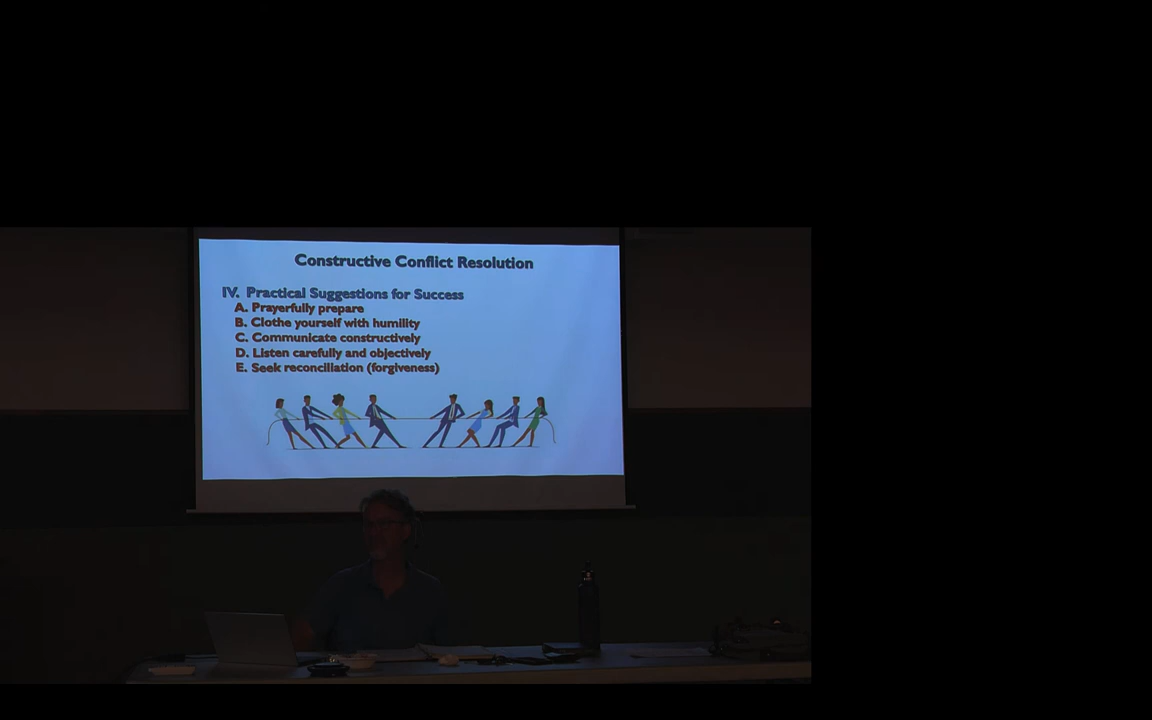 Constructive Conflict Resolution
IV. Practical Suggestions for Success
A. Prayerfully prepare
B. Clothe yourself with humility
C. Communicate constructively
D. Listen carefully and objectively
E. Seek reconciliation (forgiveness)